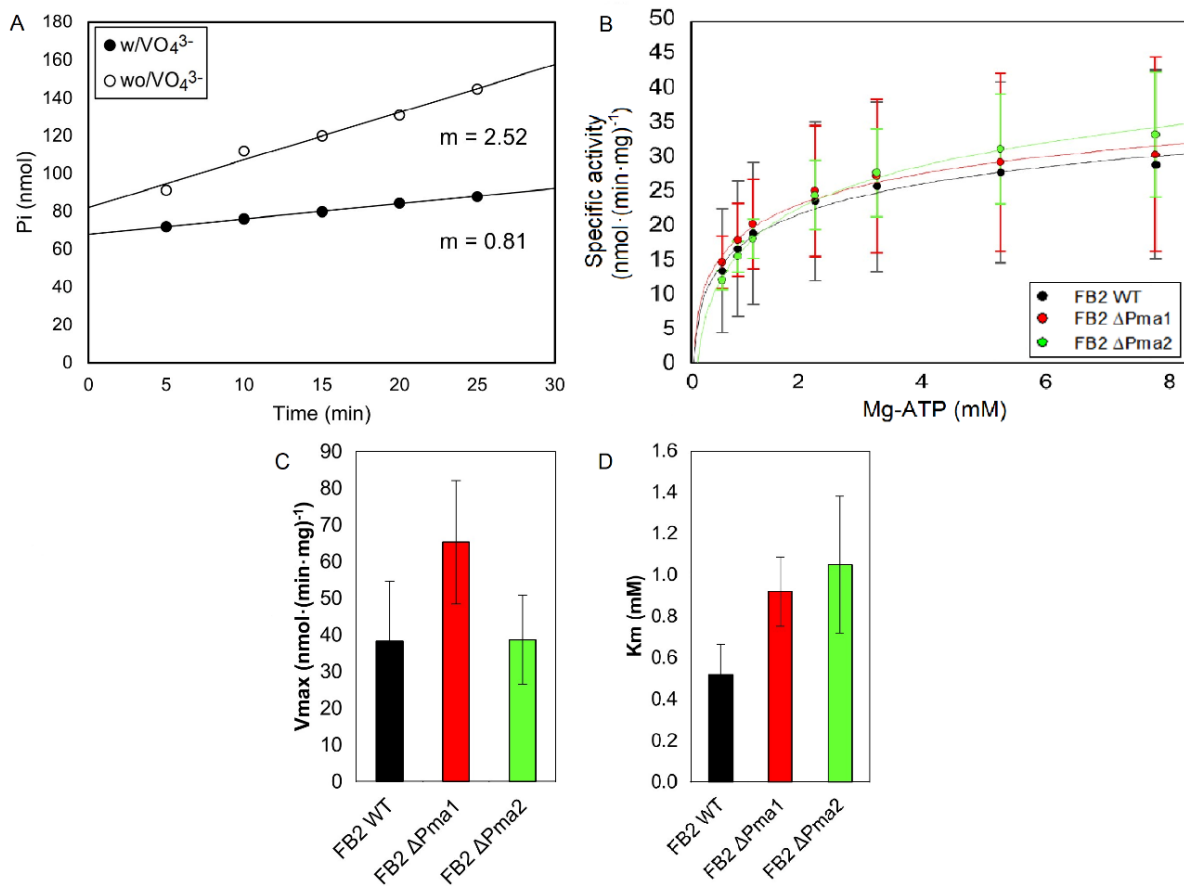 A
w/VO₄³⁻
wo/VO₄³⁻
m = 2.52
m = 0.81
Pi (nmol)
180
160
140
120
100
80
60
40
20
0
0 5 10 15 20 25 30
Time (min)
B
Specific activity
(nmol·(min·mg)⁻¹
50
45
40
35
30
25
20
15
10
5
0
FB2 WT
FB2 ΔPma1
FB2 ΔPma2
0 2 4 6 8
Mg-ATP (mM)
C
Vmax (nmol·(min·mg)⁻¹
90
80
70
60
50
40
30
20
10
0
FB2 WT
FB2 ΔPma1
FB2 ΔPma2
D
Km (mM)
1.6
1.4
1.2
1.0
0.8
0.6
0.4
0.2
0.0
FB2 WT
FB2 ΔPma1
FB2 ΔPma2